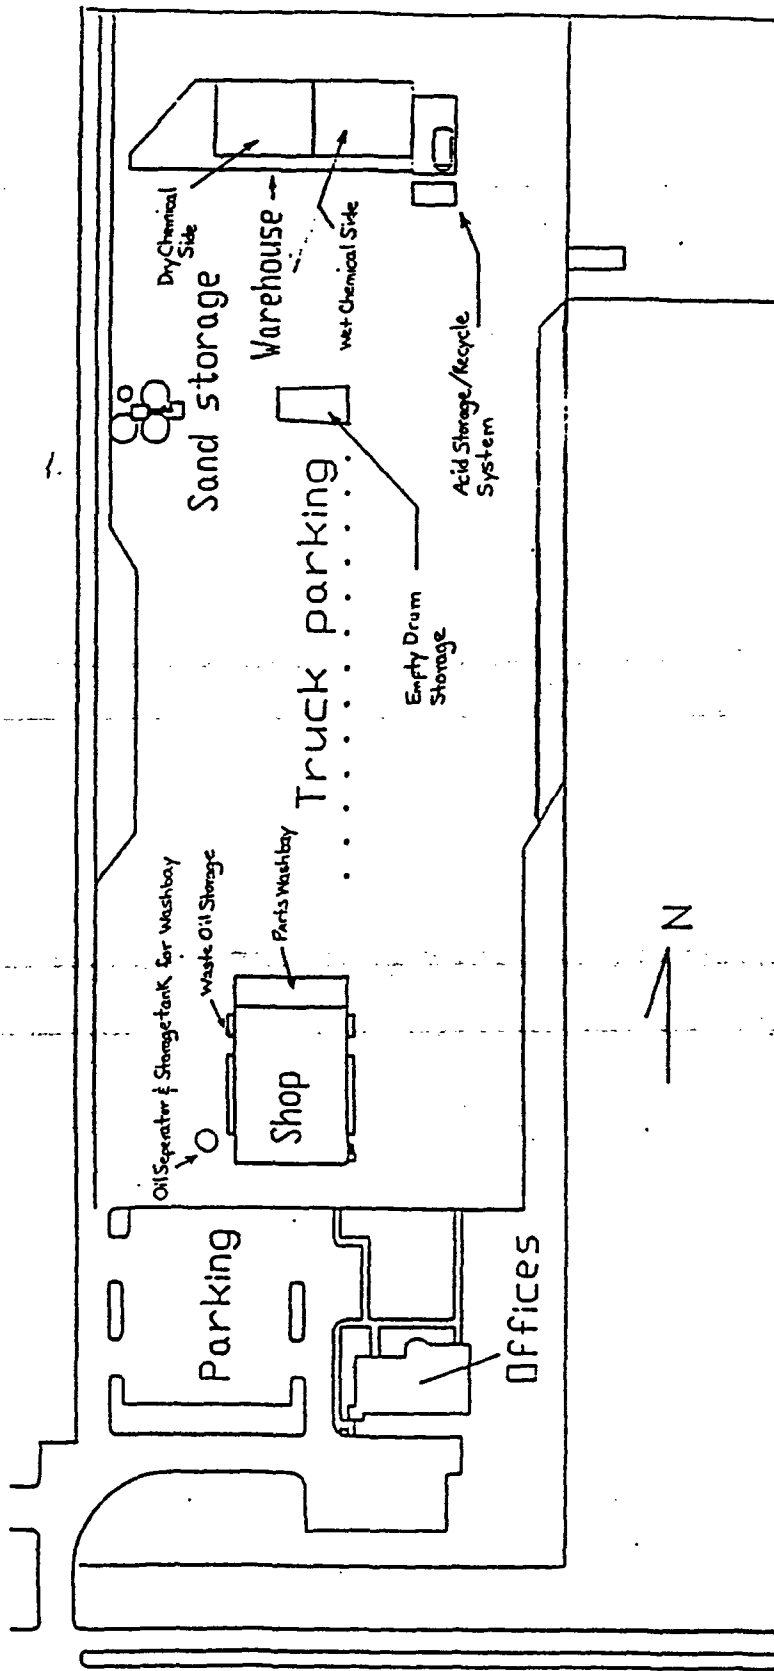 Dry Chemical
Side
Sand storage
Warehouse
Wet Chemical Side
Acid Storage/Recycle
System
Truck parking
Empty Drum
Storage
Oil Seperator & Storage tank for Washbay
Waste Oil Storage
Parts Washbay
Shop
N
Parking
Offices